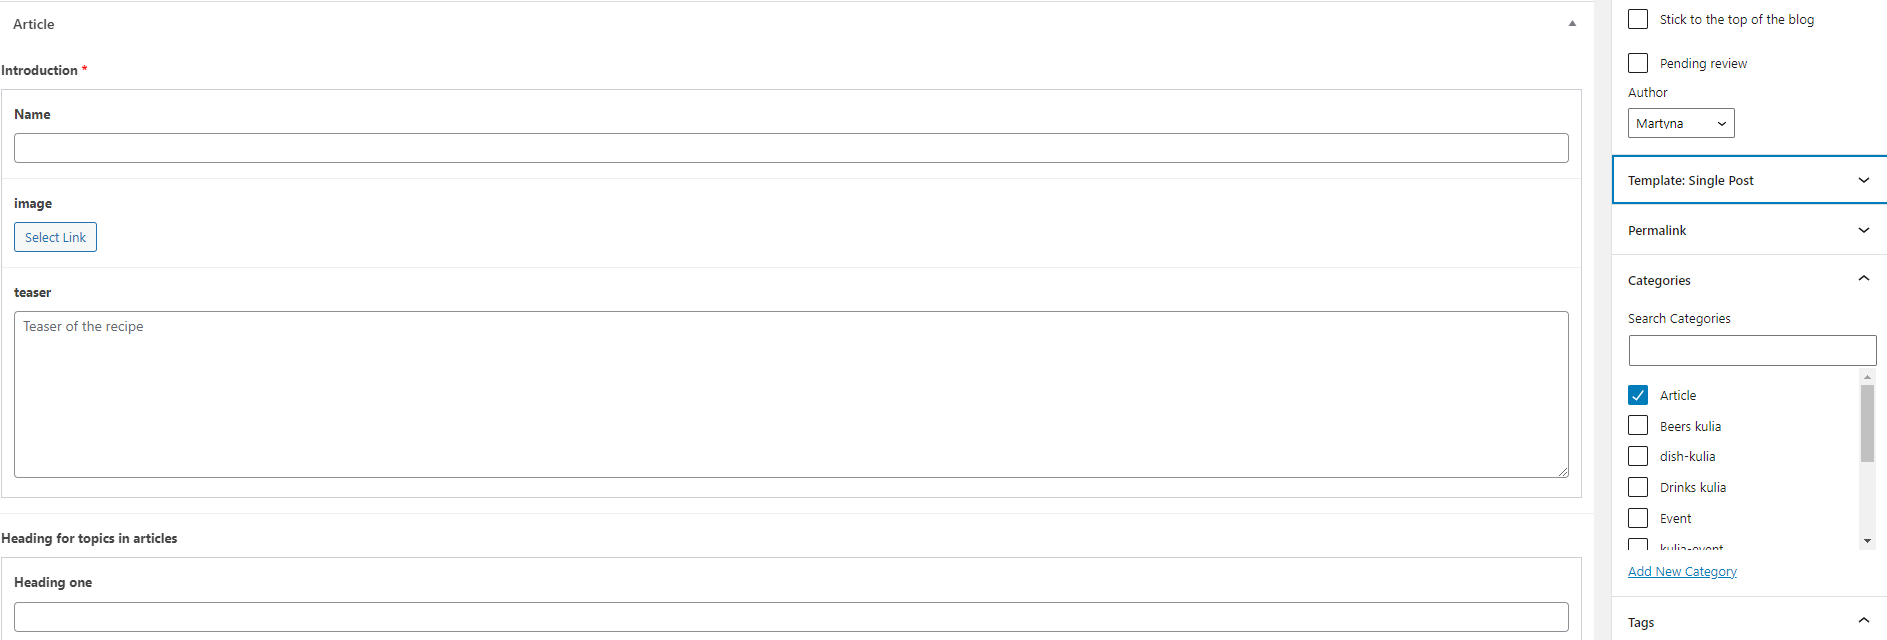 Article
Introduction *
Name
image
Select Link
teaser
Teaser of the recipe
Heading for topics in articles
Heading one
Stick to the top of the blog
Pending review
Author
Martyna
Template: Single Post
Permalink
Categories
Search Categories
Article
Beers kulia
dish-kulia
Drinks kulia
Event
kulia-event
Add New Category
Tags